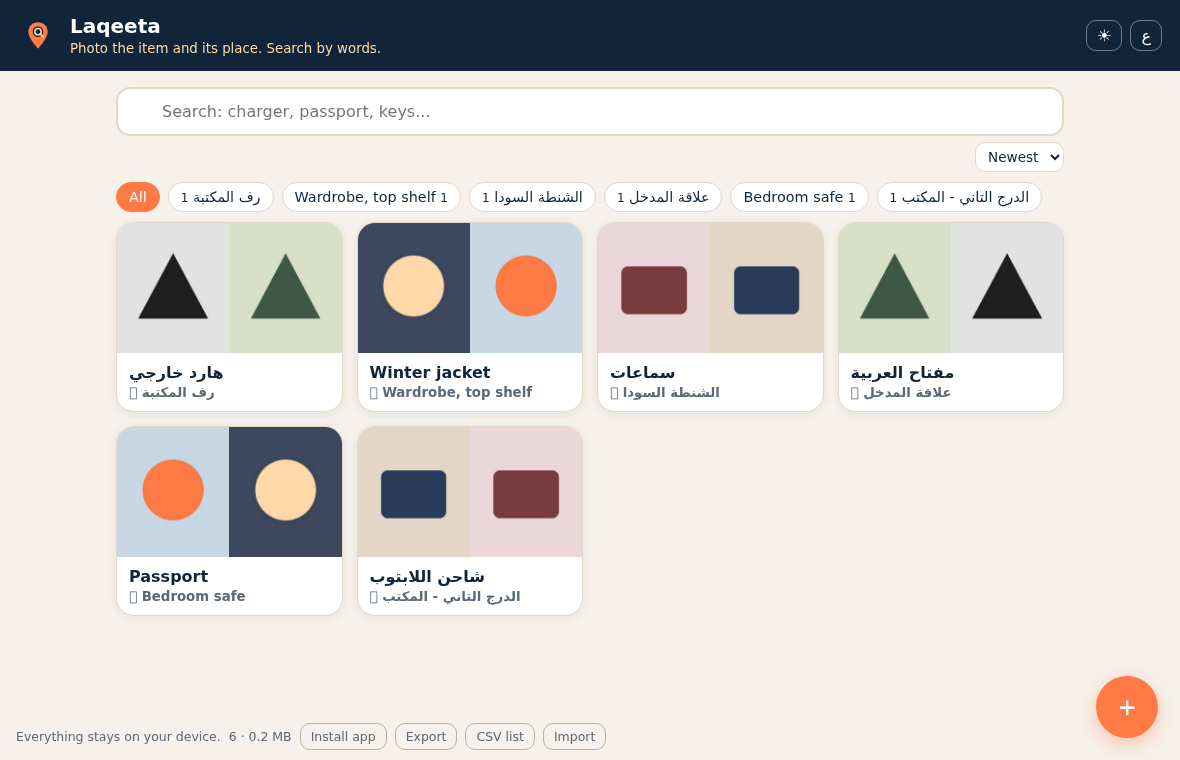 Laqeeta
Photo the item and its place. Search by words.
ع
Search: charger, passport, keys...
Newest
All
رف المكتبة 1
Wardrobe, top shelf 1
الشنطة السودا 1
علاقة المدخل 1
Bedroom safe 1
الدرج التاني - المكتب 1
هارد خارجي
رف المكتبة
Winter jacket
Wardrobe, top shelf
سماعات
الشنطة السودا
مفتاح العربية
علاقة المدخل
Passport
Bedroom safe
شاحن اللابتوب
الدرج التاني - المكتب
+
Everything stays on your device. 6 · 0.2 MB
Install app
Export
CSV list
Import